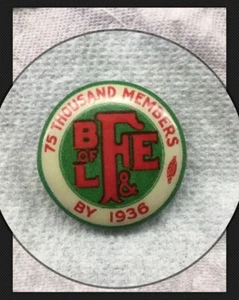 75 THOUSAND MEMBERS
B of L F & E
BY 1936